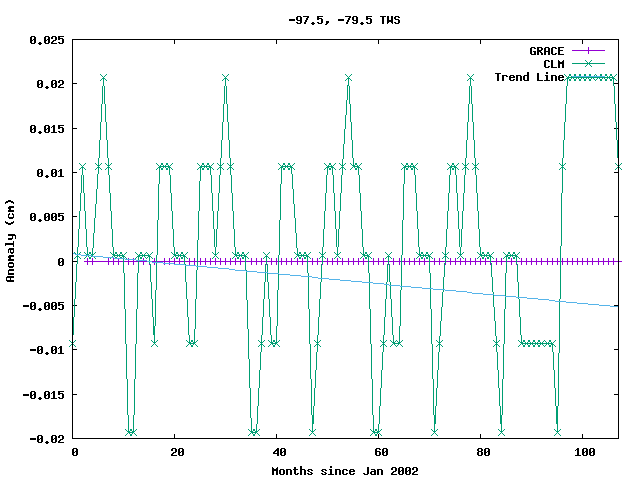 -97.5, -79.5 TWS
GRACE
CLM
Trend Line
0.025
0.02
0.015
0.01
0.005
0
-0.005
-0.01
-0.015
-0.02
Anomaly (cm)
0 20 40 60 80 100
Months since Jan 2002